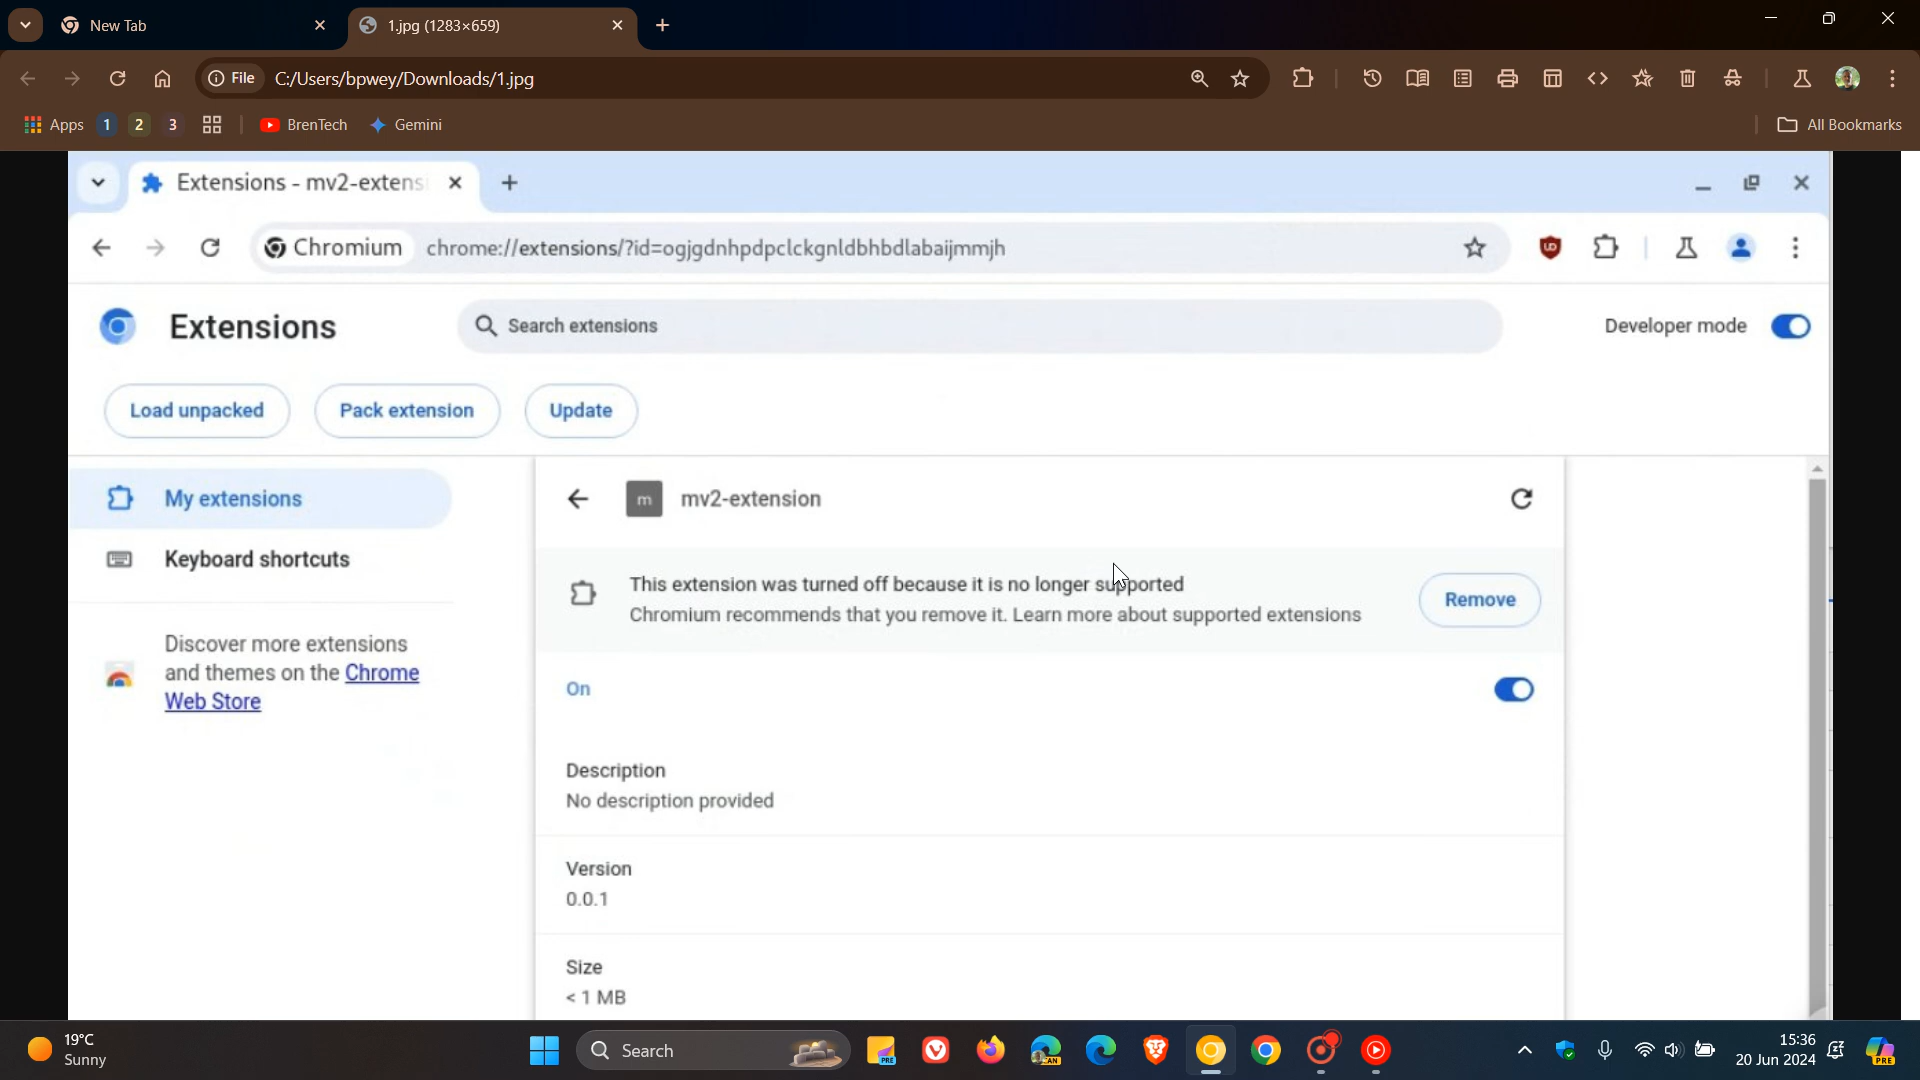 New Tab
1.jpg (1283×659)
File
C:/Users/bpwey/Downloads/1.jpg
Apps
1
2
3
BrenTech
Gemini
All Bookmarks
Extensions - mv2-extensi
Chromium
chrome://extensions/?id=ogjgdnhpdpclckgnldbhbdlabaijmmjh
Extensions
Search extensions
Developer mode
Load unpacked
Pack extension
Update
My extensions
m
mv2-extension
Keyboard shortcuts
This extension was turned off because it is no longer supported
Chromium recommends that you remove it. Learn more about supported extensions
Remove
Discover more extensions
and themes on the Chrome
Web Store
On
Description
No description provided
Version
0.0.1
Size
< 1 MB
19°C
Sunny
Search
PRE
CAN
15:36
20 Jun 2024
PRE